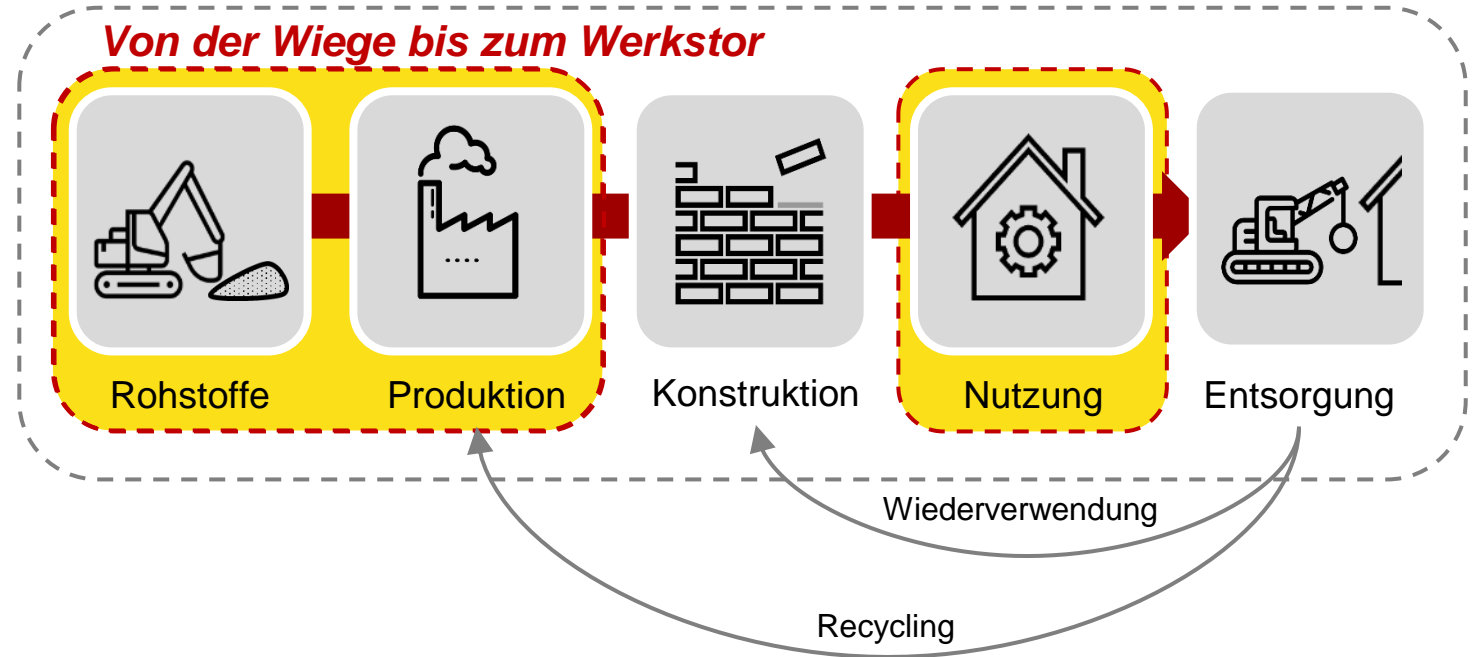 Von der Wiege bis zum Werkstor
Rohstoffe
Produktion
Konstruktion
Nutzung
Entsorgung
Wiederverwendung
Recycling